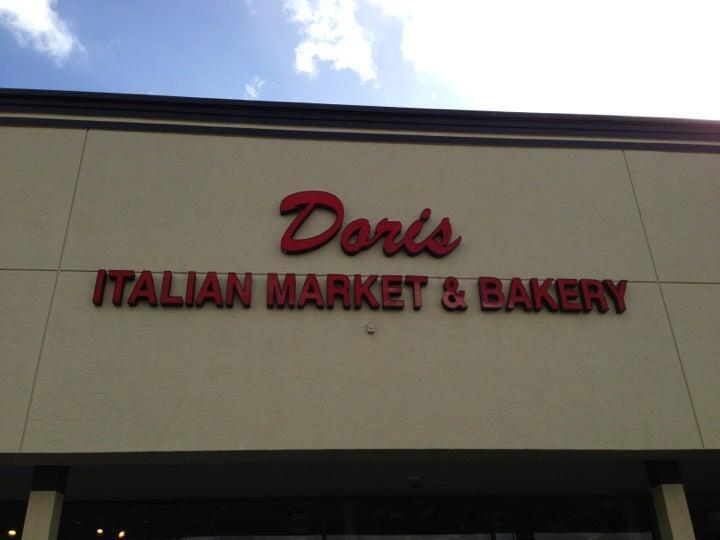 Doris
ITALIAN MARKET & BAKERY